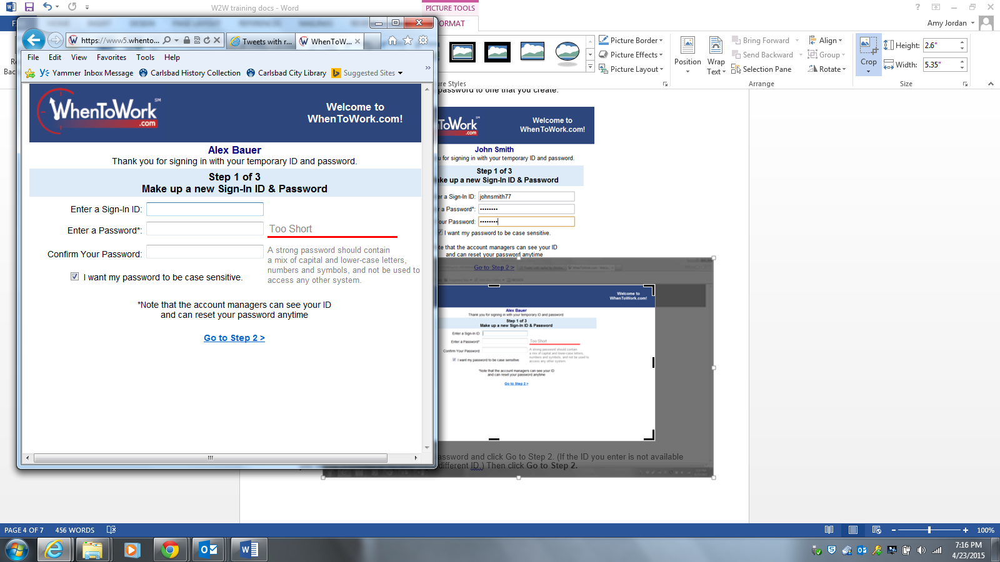 W2W training docs - Word
PICTURE TOOLS
FORMAT
Amy Jordan
Picture Border
Picture Effects
Picture Layout
Position
Wrap
Text
Bring Forward
Send Backward
Selection Pane
Align
Group
Rotate
Crop
Height: 2.6"
Width: 5.35"
Arrange
Size
https://www5.whento...
Tweets with r...
WhenToW...
File Edit View Favorites Tools Help
Yammer Inbox Message Carlsbad History Collection Carlsbad City Library Suggested Sites
WhenToWork SM
.com
Welcome to
WhenToWork.com!
Alex Bauer
Thank you for signing in with your temporary ID and password.
Step 1 of 3
Make up a new Sign-In ID & Password
Enter a Sign-In ID:
Enter a Password*:
Too Short
Confirm Your Password:
A strong password should contain
a mix of capital and lower-case letters,
numbers and symbols, and not be used to
access any other system.
I want my password to be case sensitive.
*Note that the account managers can see your ID
and can reset your password anytime
Go to Step 2 >
password to one that you create.
ToWork
.com
Welcome to
WhenToWork.com!
John Smith
u for signing in with your temporary ID and password.
Step 1 of 3
ke up a new Sign-In ID & Password
er a Sign-In ID: johnsmith77
r a Password*:
our Password:
I want my password to be case sensitive.
te that the account managers can see your ID
and can reset your password anytime
Go to Step 2 >
Welcome to
WhenToWork.com!
Alex Bauer
Thank you for signing in with your temporary ID and password.
Step 1 of 3
Make up a new Sign-In ID & Password
Enter a Sign-In ID:
Enter a Password*:
Too Short
Confirm Your Password:
A strong password should contain
a mix of capital and lower-case letters,
numbers and symbols, and not be used to
access any other system.
I want my password to be case sensitive.
*Note that the account managers can see your ID
and can reset your password anytime
Go to Step 2 >
assword and click Go to Step 2. (If the ID you enter is not available
different ID.) Then click Go to Step 2.
PAGE 4 OF 7 456 WORDS
100%
7:16 PM
4/23/2015